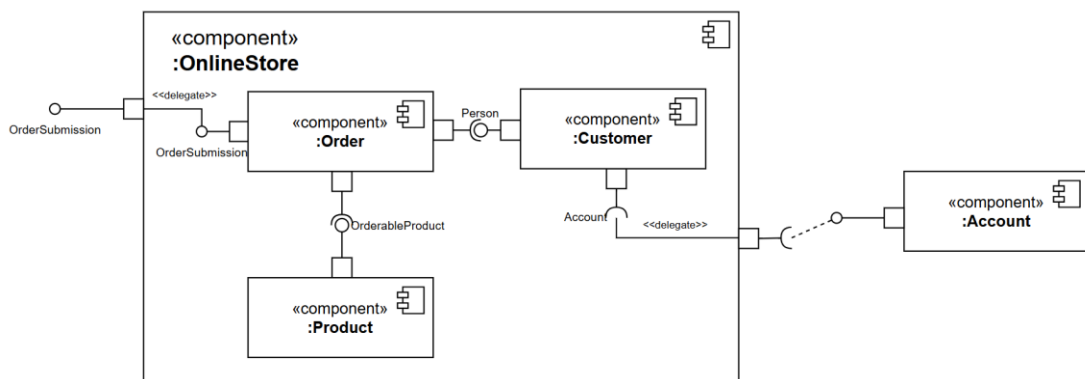 «component»
:OnlineStore
<<delegate>>
OrderSubmission
OrderSubmission
«component»
:Order
Person
«component»
:Customer
OrderableProduct
Account
<<delegate>>
«component»
:Account
«component»
:Product